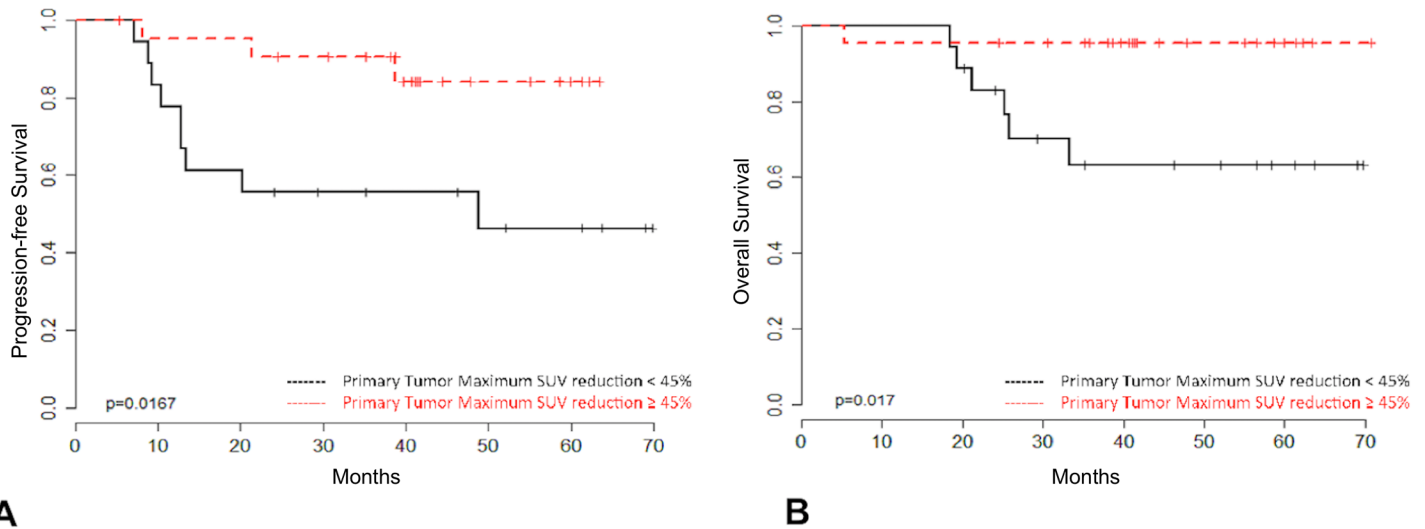 Progression-free Survival
1.0
0.8
0.6
0.4
0.2
0.0
p=0.0167
Primary Tumor Maximum SUV reduction < 45%
Primary Tumor Maximum SUV reduction ≥ 45%
0 10 20 30 40 50 60 70
Months
A
Overall Survival
1.0
0.8
0.6
0.4
0.2
0.0
p=0.017
Primary Tumor Maximum SUV reduction < 45%
Primary Tumor Maximum SUV reduction ≥ 45%
0 10 20 30 40 50 60 70
Months
B